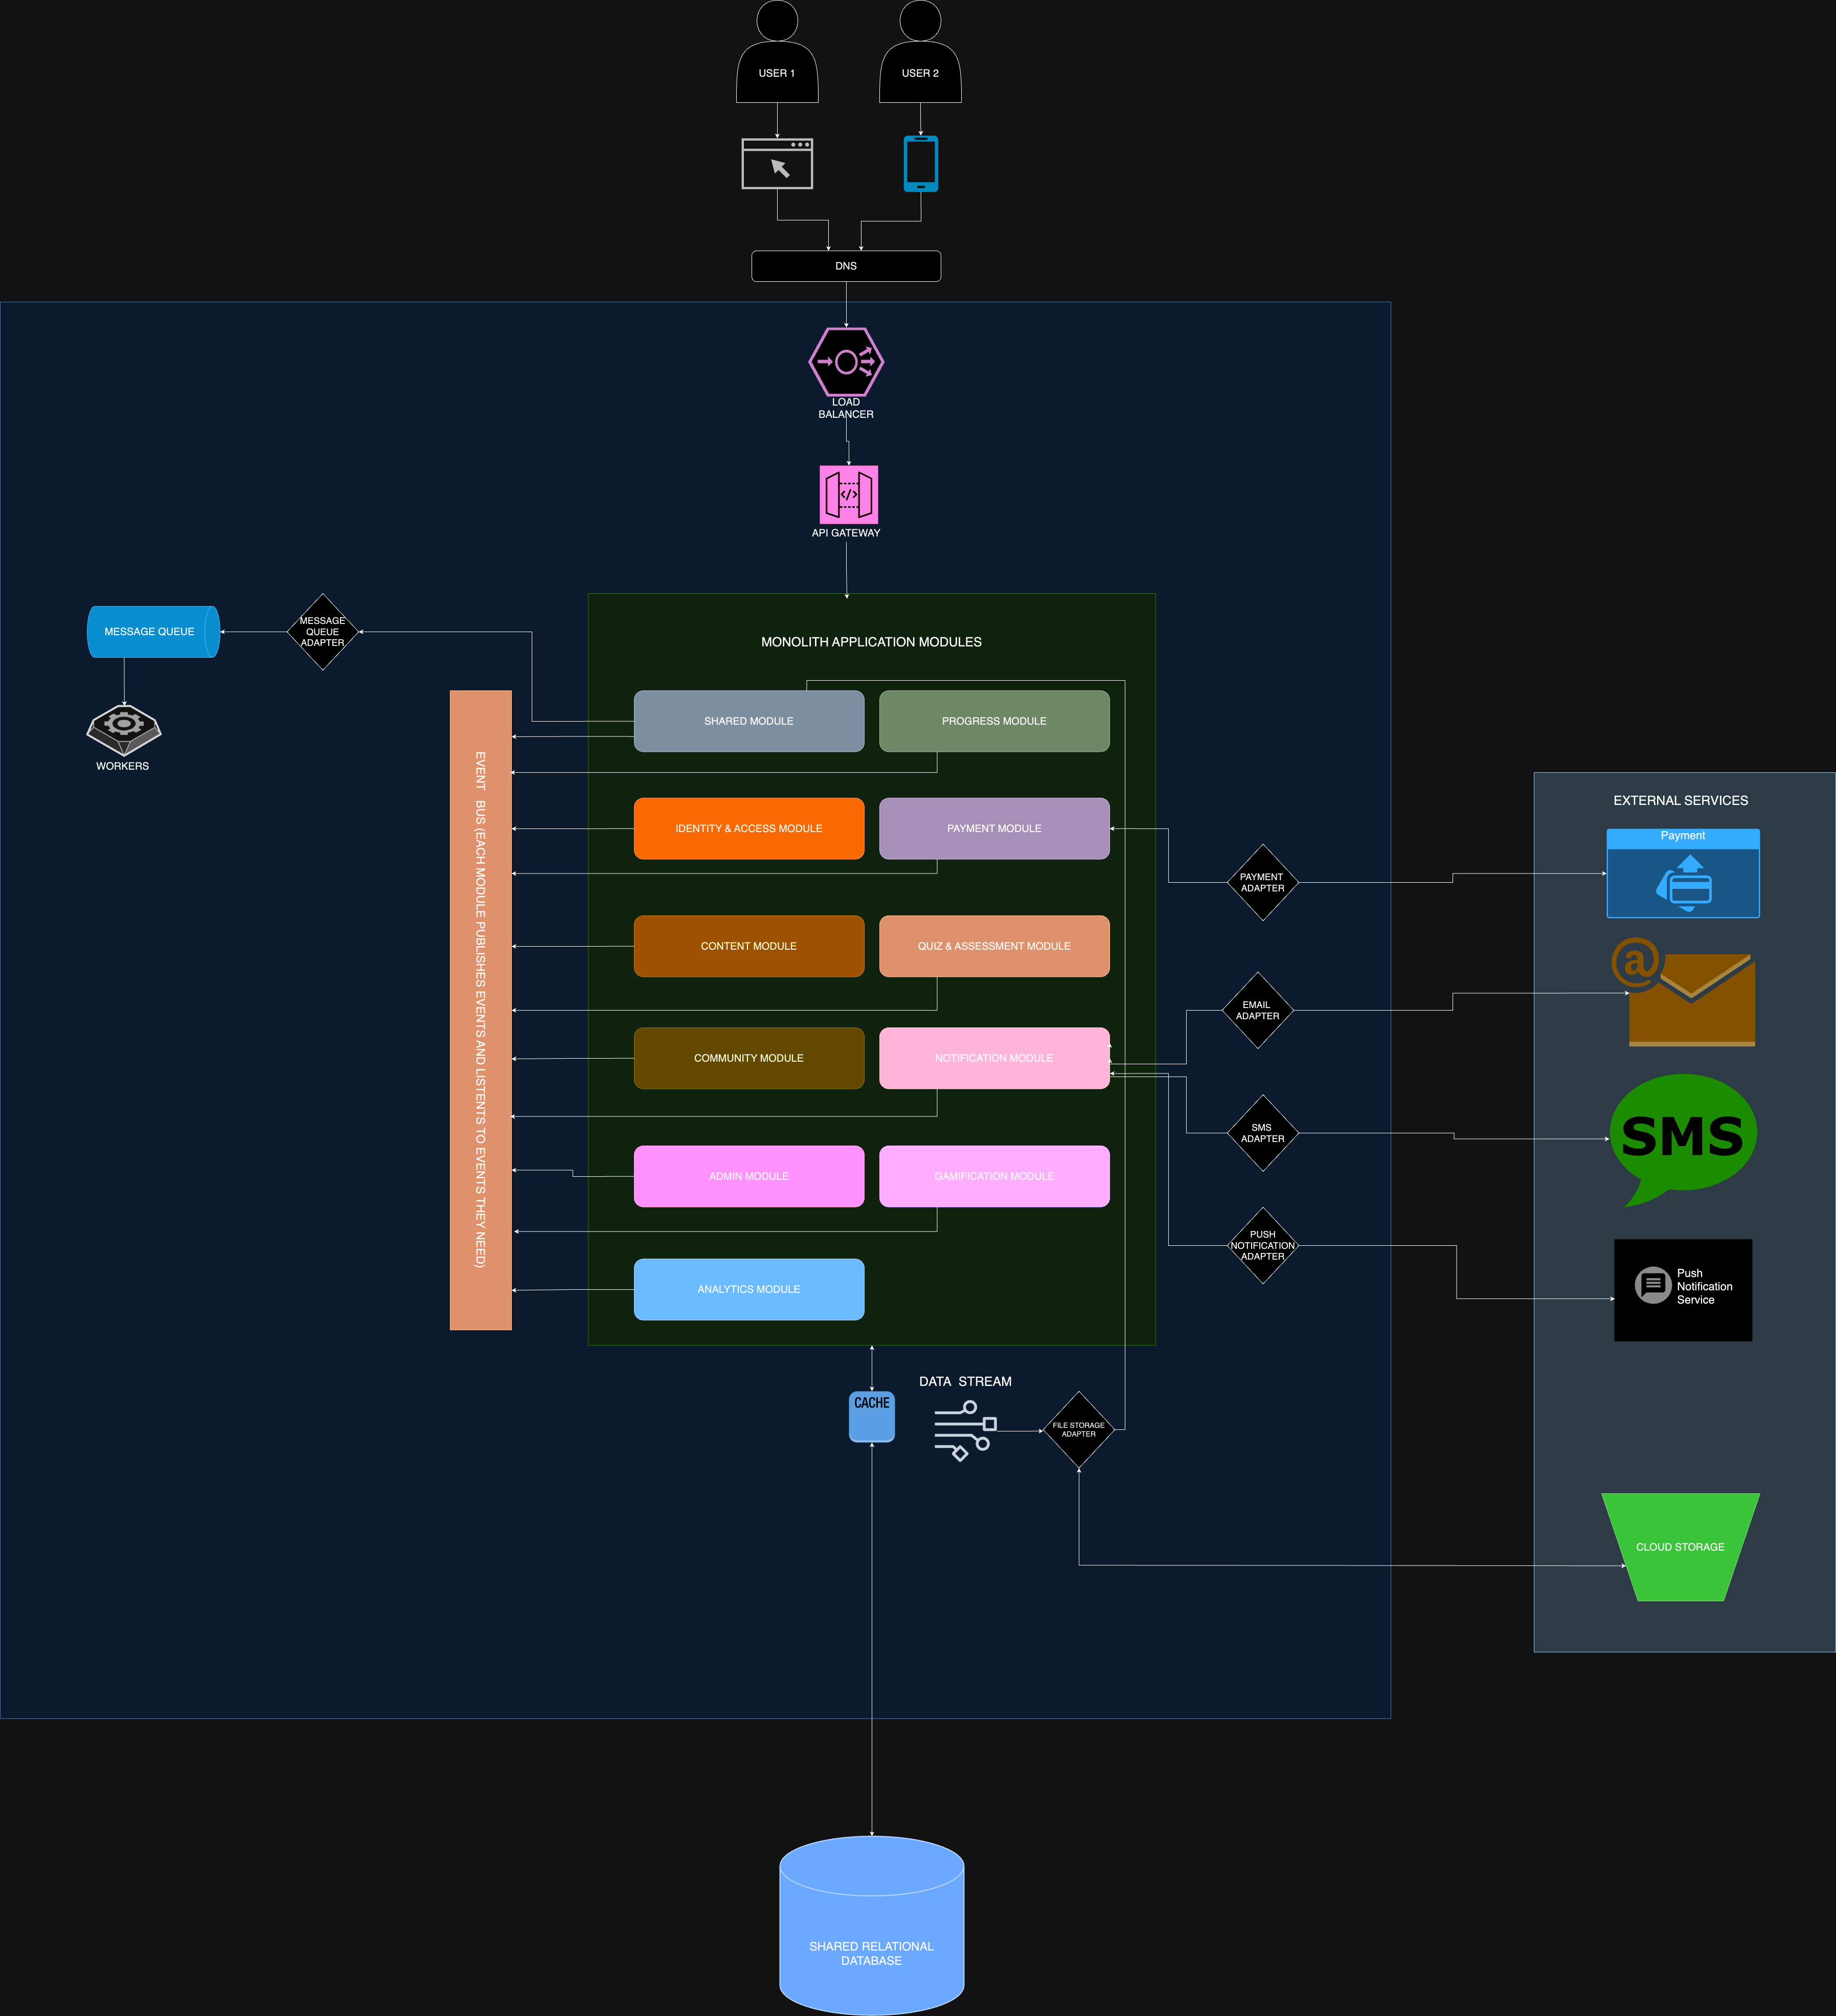 USER 1
USER 2
DNS
LOAD
BALANCER
API GATEWAY
MESSAGE QUEUE
MESSAGE
QUEUE
ADAPTER
WORKERS
MONOLITH APPLICATION MODULES
SHARED MODULE
PROGRESS MODULE
IDENTITY & ACCESS MODULE
PAYMENT MODULE
CONTENT MODULE
QUIZ & ASSESSMENT MODULE
COMMUNITY MODULE
NOTIFICATION MODULE
ADMIN MODULE
GAMIFICATION MODULE
ANALYTICS MODULE
EVENT BUS (EACH MODULE PUBLISHES EVENTS AND LISTENTS TO EVENTS THEY NEED)
PAYMENT
ADAPTER
EMAIL
ADAPTER
SMS
ADAPTER
PUSH
NOTIFICATION
ADAPTER
EXTERNAL SERVICES
Payment
@
SMS
Push
Notification
Service
CLOUD STORAGE
CACHE
DATA STREAM
FILE STORAGE
ADAPTER
SHARED RELATIONAL
DATABASE